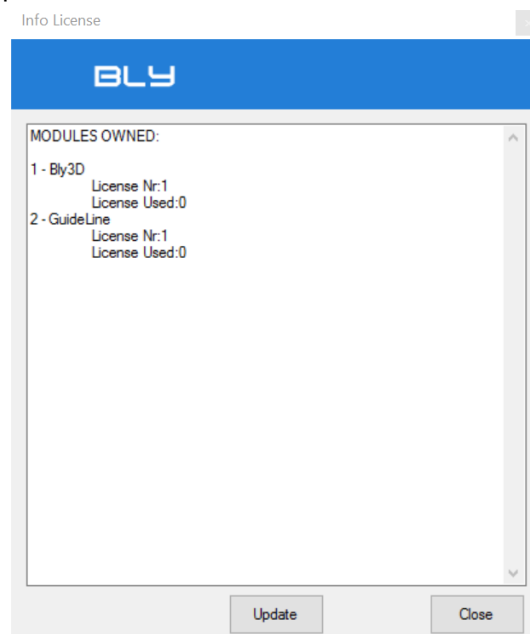 Info License
BLY
MODULES OWNED:
1 - Bly3D
License Nr:1
License Used:0
2 - GuideLine
License Nr:1
License Used:0
Update
Close